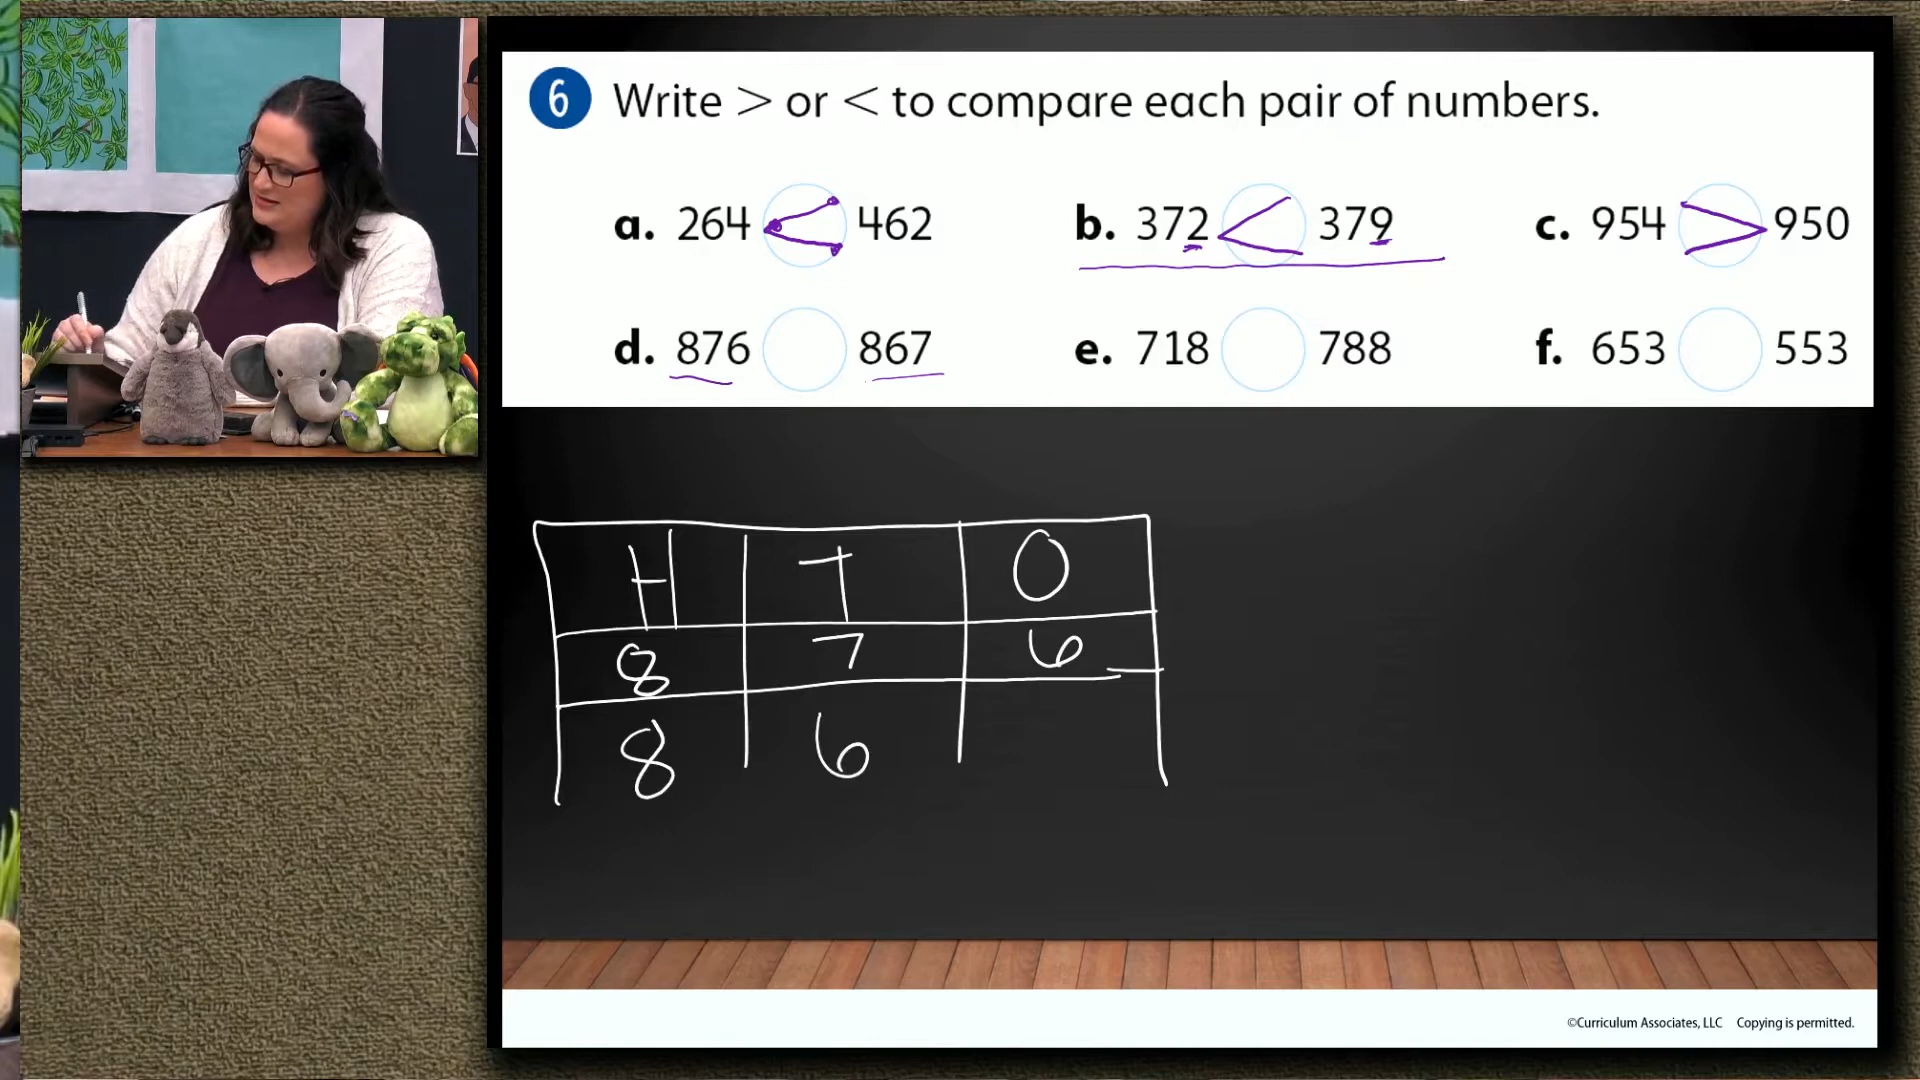 6 Write > or < to compare each pair of numbers.
a. 264 < 462 b. 372 < 379 c. 954 > 950
d. 876 867 e. 718 788 f. 653 553
H T O
8 7 6
8 6
©Curriculum Associates, LLC Copying is permitted.